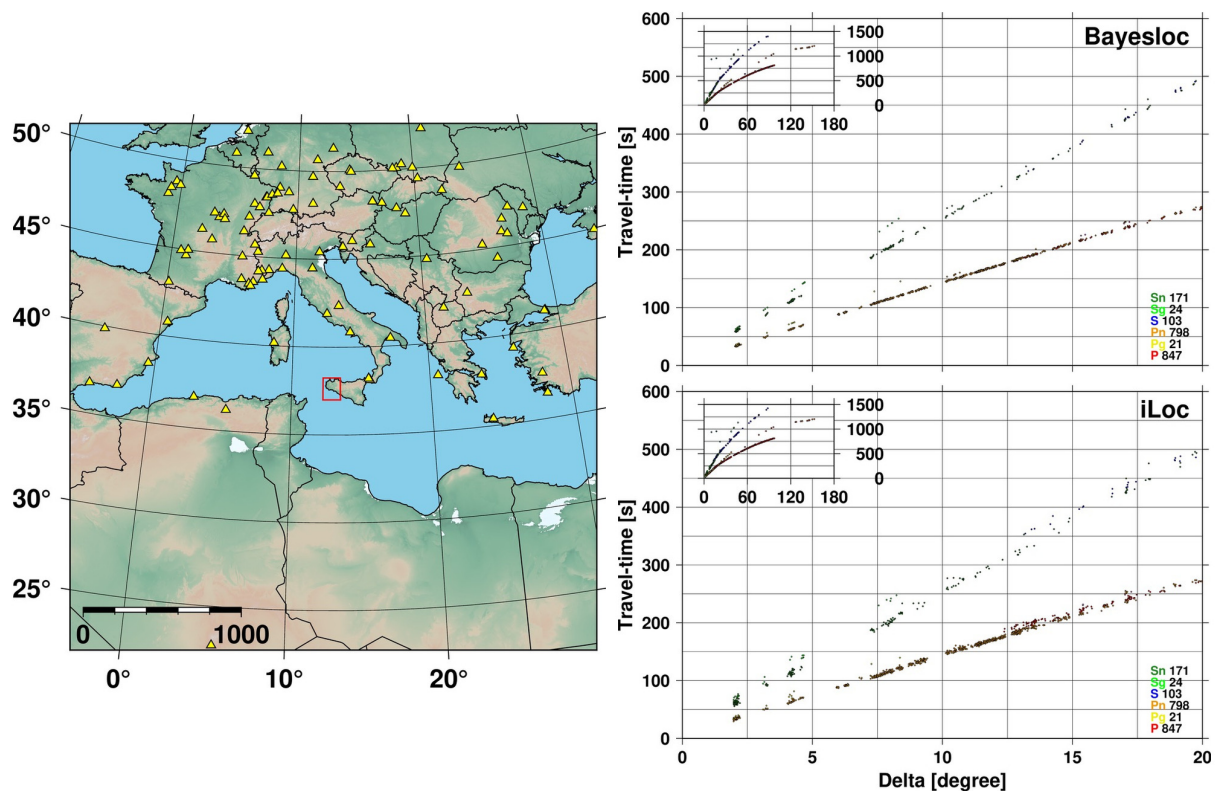 50°
45°
40°
35°
30°
25°
0 1000
0° 10° 20°
Bayesloc
600
500
400
300
200
100
0
Travel-time [s]
1500
1000
500
0
0 60 120 180
Sn 171
Sg 24
S 103
Pn 798
Pg 21
P 847
iLoc
600
500
400
300
200
100
0
Travel-time [s]
1500
1000
500
0
0 60 120 180
Sn 171
Sg 24
S 103
Pn 798
Pg 21
P 847
0 5 10 15 20
Delta [degree]